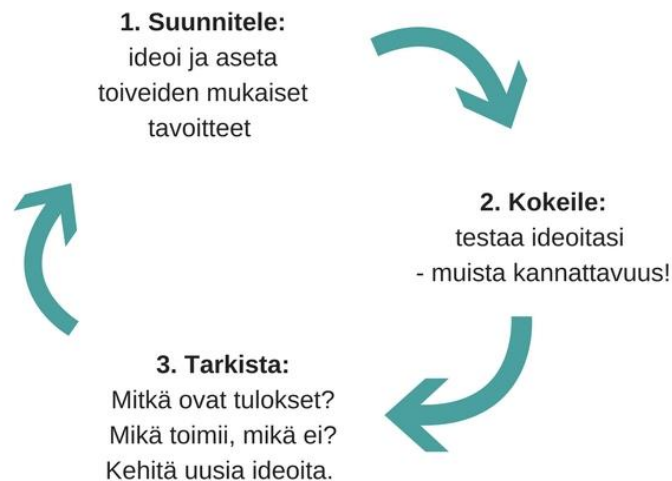 1. Suunnitele:
ideoi ja aseta
toiveiden mukaiset
tavoitteet
2. Kokeile:
testaa ideoitasi
- muista kannattavuus!
3. Tarkista:
Mitkä ovat tulokset?
Mikä toimii, mikä ei?
Kehitä uusia ideoita.